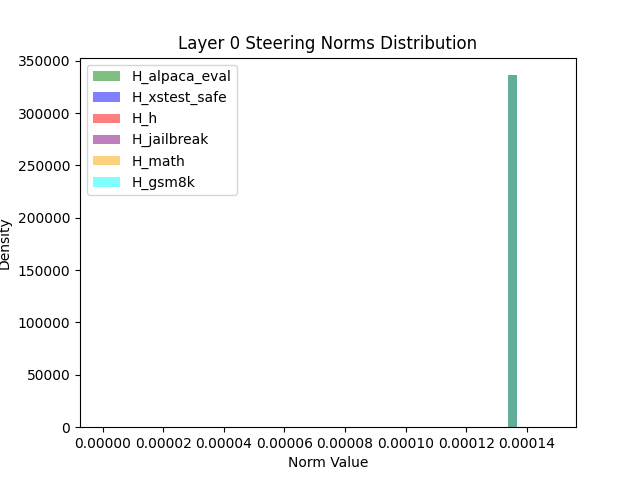 Layer 0 Steering Norms Distribution
H_alpaca_eval
H_xstest_safe
H_h
H_jailbreak
H_math
H_gsm8k
350000
300000
250000
200000
150000
100000
50000
0
Density
0.00000 0.00002 0.00004 0.00006 0.00008 0.00010 0.00012 0.00014
Norm Value